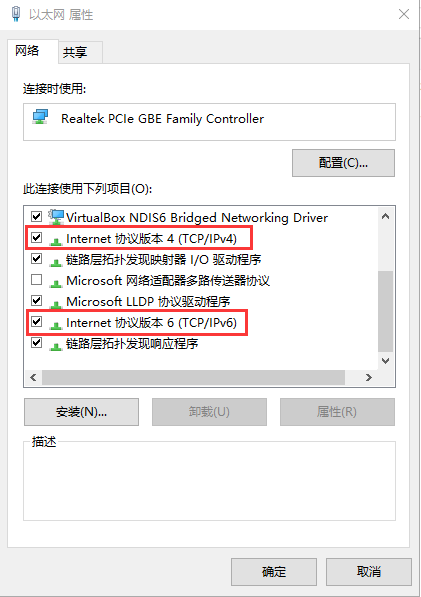 以太网 属性
网络 共享
连接时使用:
Realtek PCIe GBE Family Controller
配置(C)...
此连接使用下列项目(O):
VirtualBox NDIS6 Bridged Networking Driver
Internet 协议版本 4 (TCP/IPv4)
链路层拓扑发现映射器 I/O 驱动程序
Microsoft 网络适配器多路传送器协议
Microsoft LLDP 协议驱动程序
Internet 协议版本 6 (TCP/IPv6)
链路层拓扑发现响应程序
安装(N)... 卸载(U) 属性(R)
描述
确定 取消